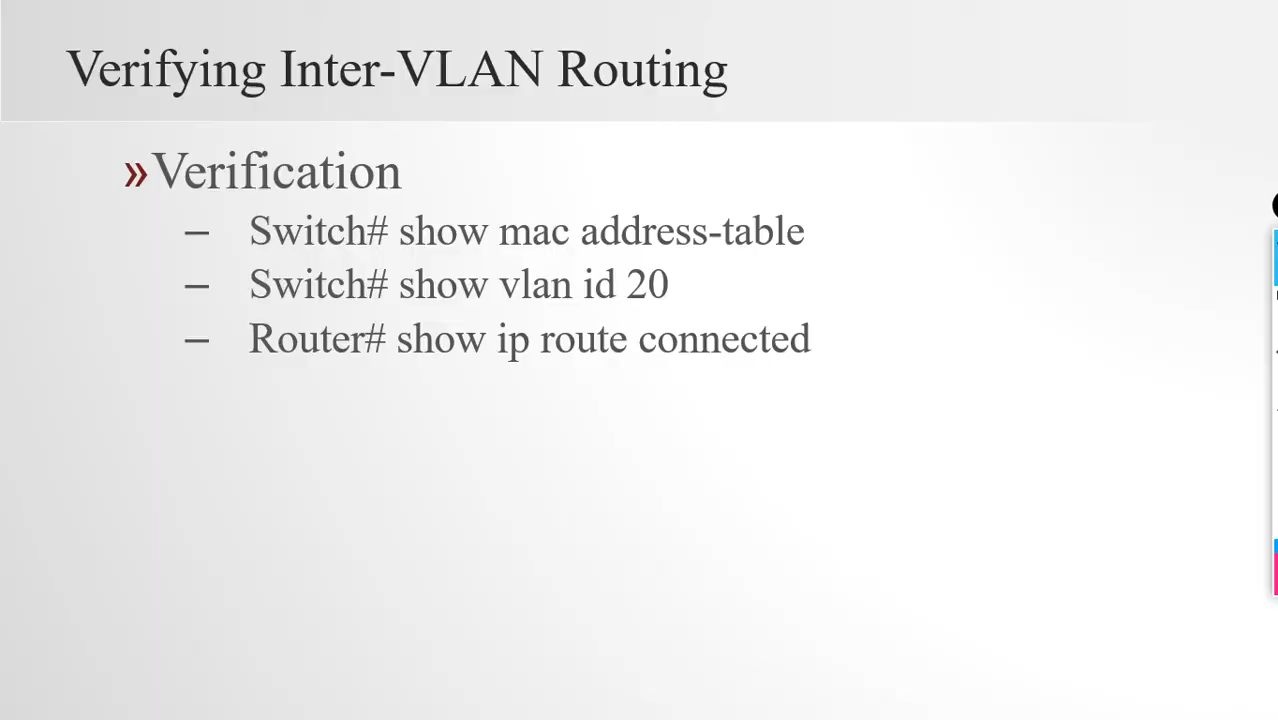 Verifying Inter-VLAN Routing
»Verification
– Switch# show mac address-table
– Switch# show vlan id 20
– Router# show ip route connected